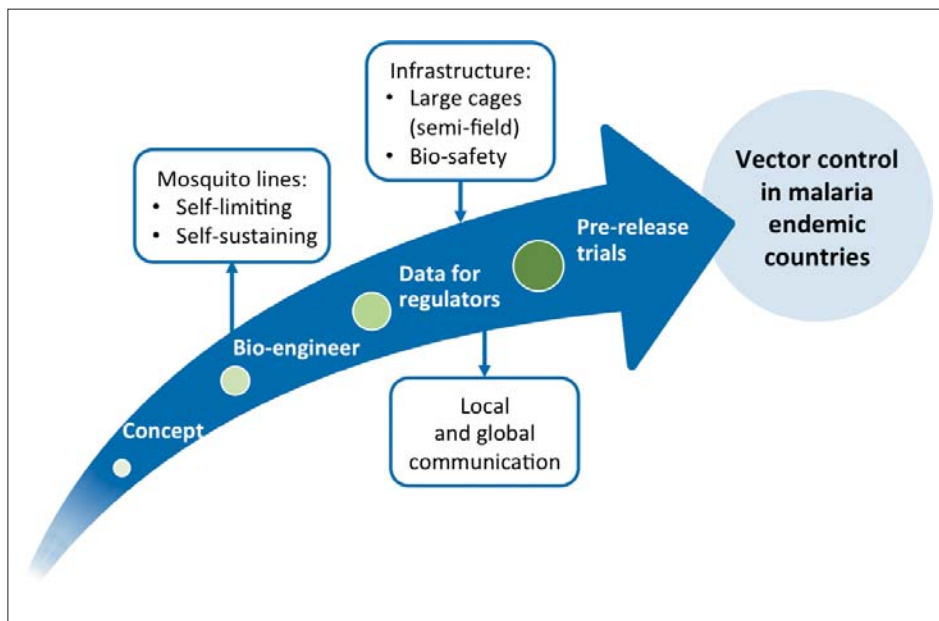 Infrastructure:
• Large cages
(semi-field)
• Bio-safety
Mosquito lines:
• Self-limiting
• Self-sustaining
Vector control
in malaria
endemic
countries
Pre-release
trials
Data for
regulators
Bio-engineer
Concept
Local
and global
communication